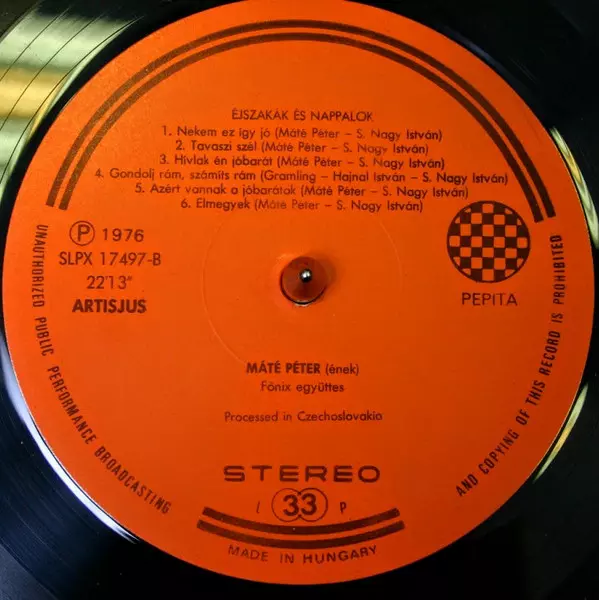 ÉJSZAKÁK ÉS NAPPALOK
1. Nekem ez így jó (Máté Péter – S. Nagy István)
2. Tavaszi szél (Máté Péter – S. Nagy István)
3. Hívlak én jóbarát (Máté Péter – S. Nagy István)
4. Gondolj rám, számíts rám (Gramling – Hajnal István – S. Nagy István)
5. Azért vannak a jóbarátok (Máté Péter – S. Nagy István)
6. Elmegyek (Máté Péter – S. Nagy István)
Ⓟ 1976
SLPX 17497-B
22'13"
ARTISJUS
PEPITA
MÁTÉ PÉTER (ének)
Főnix együttes
Processed in Czechoslovakia
STEREO
L 33 P
MADE IN HUNGARY
UNAUTHORIZED PUBLIC PERFORMANCE BROADCASTING
AND COPYING OF THIS RECORD IS PROHIBITED